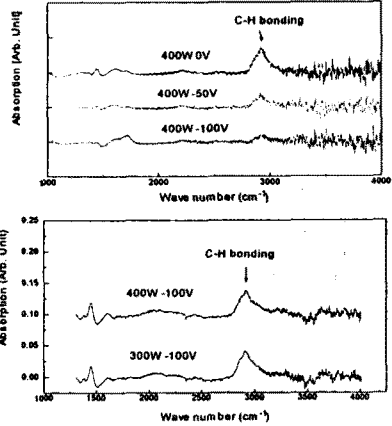 C-H bonding
400W 0V
400W -50V
400W -100V
Absorption [Arb. Unit]
1000 2000 3000 4000
Wave number (cm⁻¹)
0.25
0.20
C-H bonding
0.15
400W -100V
0.10
0.05
300W -100V
0.00
Absorption (Arb. Unit)
1000 1500 2000 2500 3000 3500 4000
Wave number (cm⁻¹)